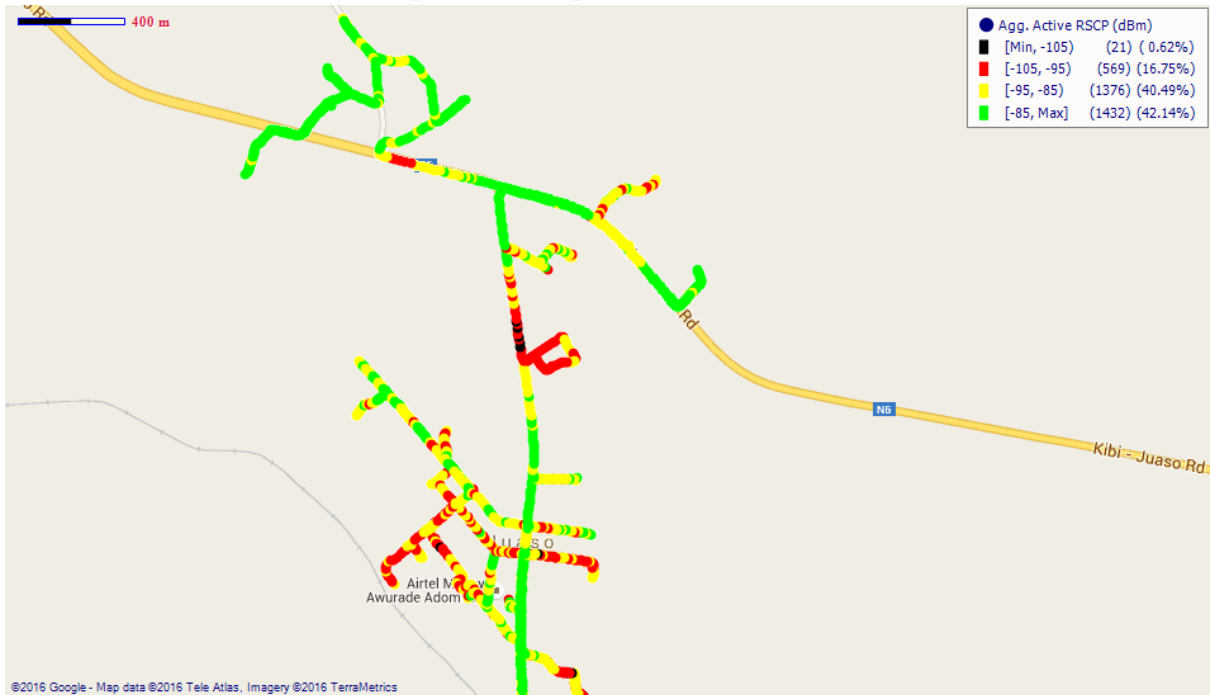 400 m
Agg. Active RSCP (dBm)
[Min, -105) (21) ( 0.62%)
[-105, -95) (569) (16.75%)
[-95, -85) (1376) (40.49%)
[-85, Max] (1432) (42.14%)
Rd
Rd
N6
Kibi - Juaso Rd
Juaso
Airtel M
Awurade Adom
©2016 Google - Map data ©2016 Tele Atlas, Imagery ©2016 TerraMetrics